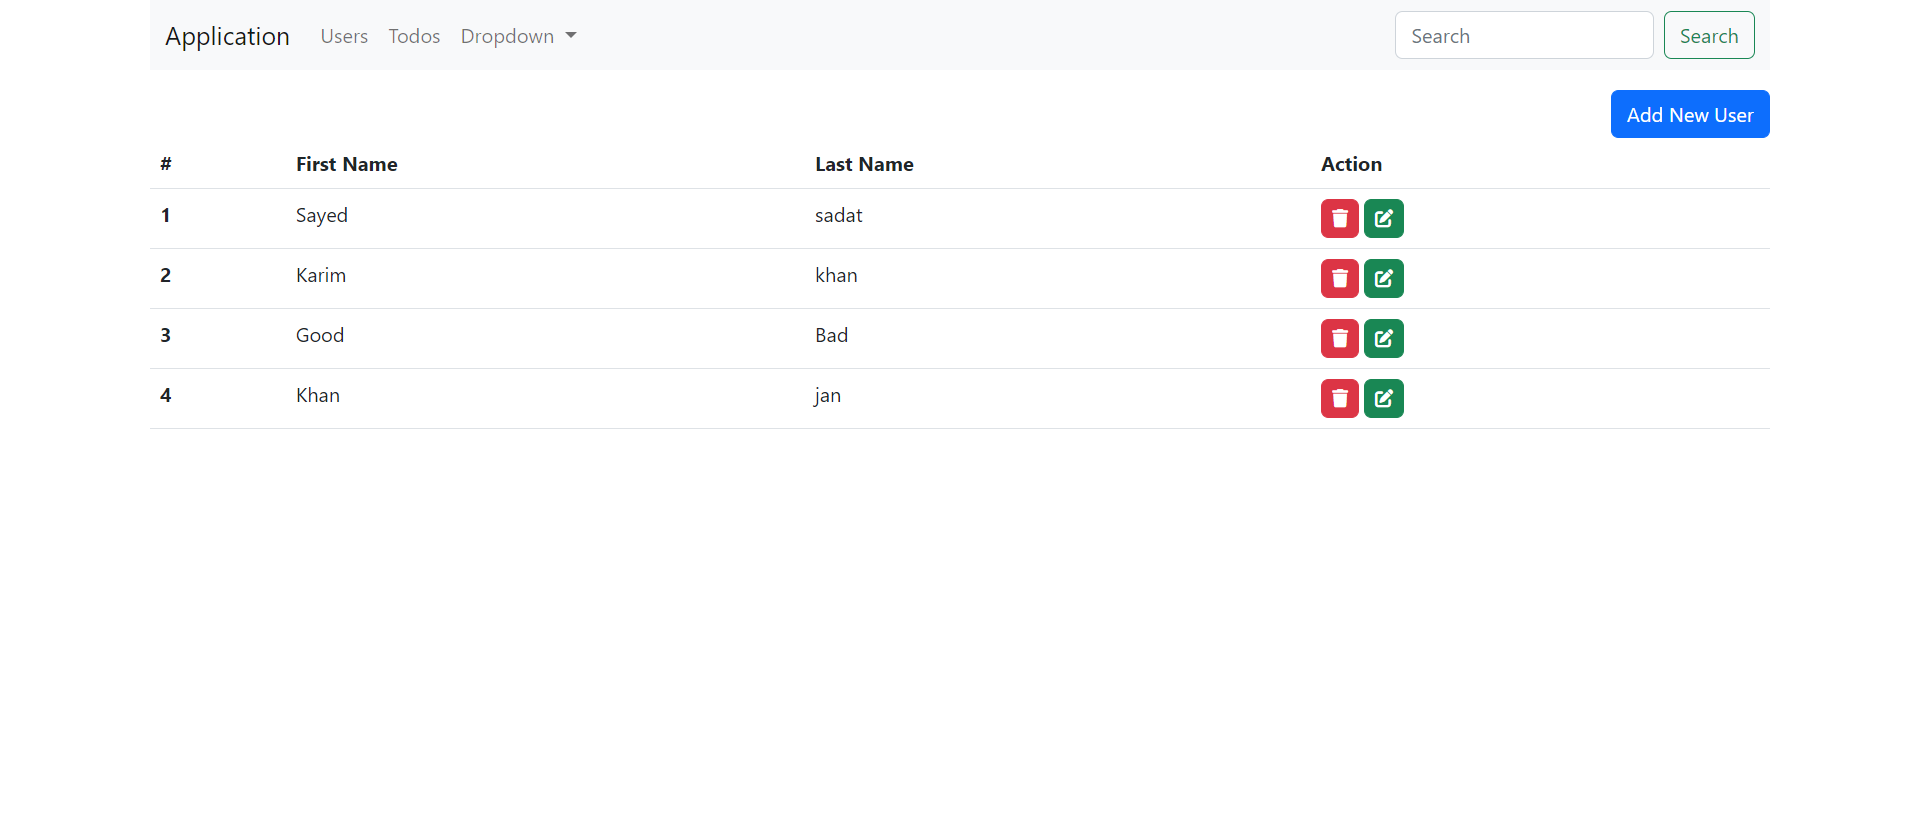 Application Users Todos Dropdown Search Search
Add New User
# First Name Last Name Action
1 Sayed sadat
2 Karim khan
3 Good Bad
4 Khan jan